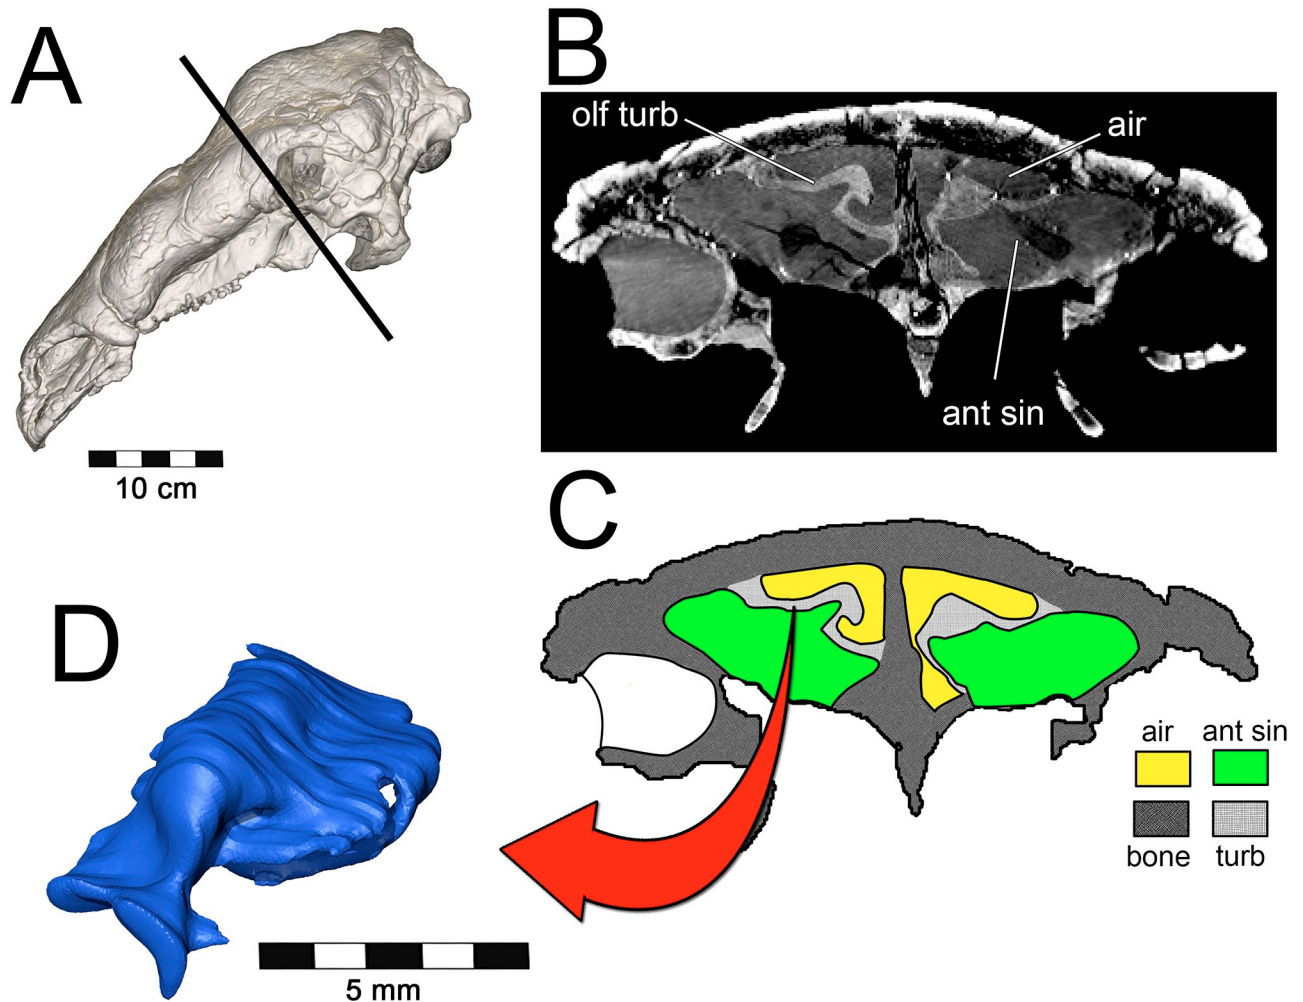 A
B
olf turb
air
ant sin
10 cm
C
D
air ant sin
bone turb
5 mm